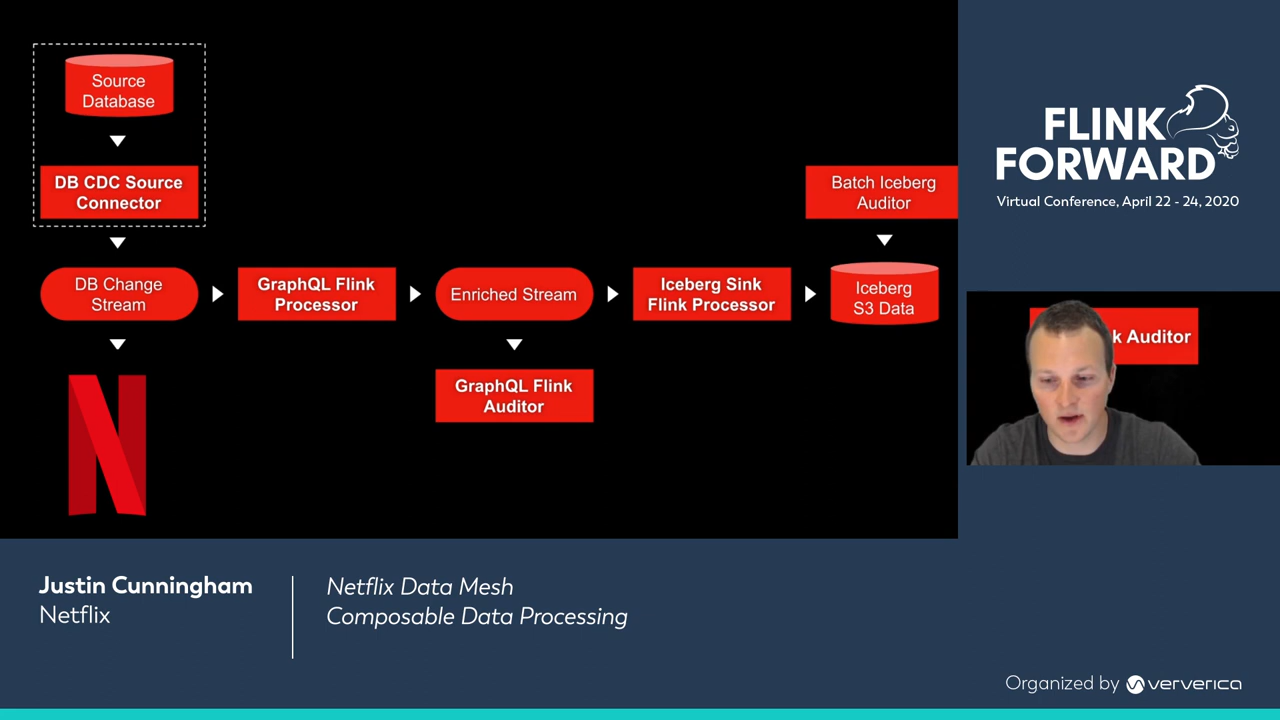 Source
Database
DB CDC Source
Connector
Batch Iceberg
Auditor
DB Change
Stream
GraphQL Flink
Processor
Enriched Stream
Iceberg Sink
Flink Processor
Iceberg
S3 Data
GraphQL Flink
Auditor
N
FLINK
FORWARD
Virtual Conference, April 22 - 24, 2020
k Auditor
Justin Cunningham
Netflix
Netflix Data Mesh
Composable Data Processing
Organized by ververica